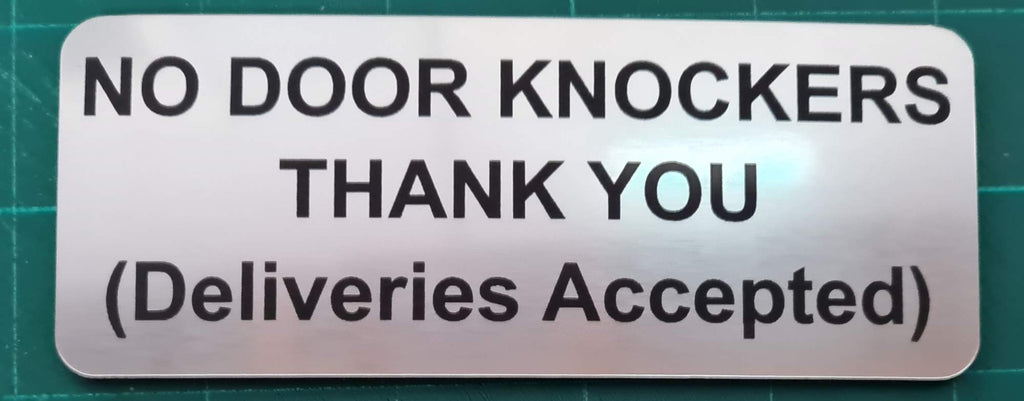 NO DOOR KNOCKERS
THANK YOU
(Deliveries Accepted)